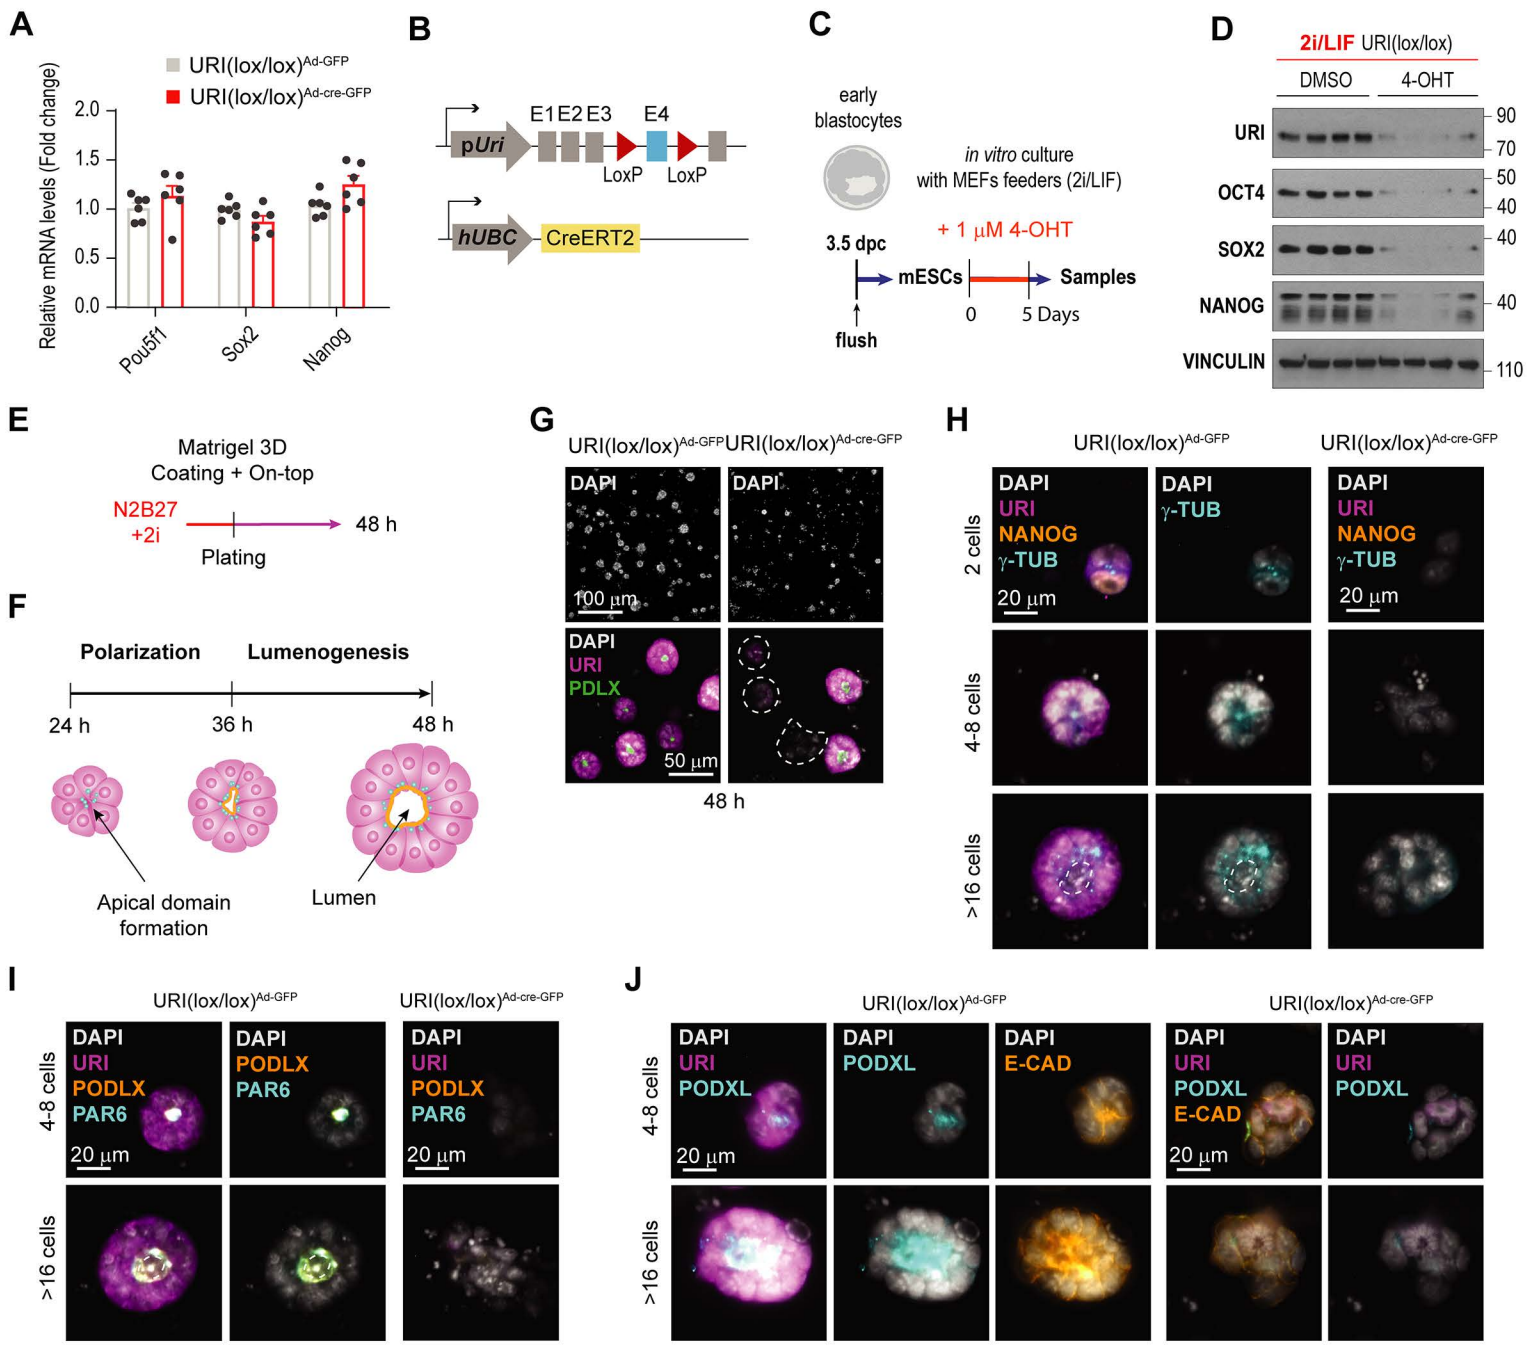 A
URI(lox/lox)Ad-GFP
URI(lox/lox)Ad-cre-GFP
Relative mRNA levels (Fold change)
2.0
1.5
1.0
0.5
0.0
Pou5f1
Sox2
Nanog
B
E1 E2 E3
E4
pUri
LoxP
LoxP
hUBC
CreERT2
C
early
blastocytes
in vitro culture
with MEFs feeders (2i/LIF)
+ 1 μM 4-OHT
3.5 dpc
mESCs
Samples
0
5 Days
flush
D
2i/LIF URI(lox/lox)
DMSO
4-OHT
URI
90
70
OCT4
50
40
SOX2
40
NANOG
40
VINCULIN
110
E
Matrigel 3D
Coating + On-top
N2B27
+2i
48 h
Plating
F
Polarization
Lumenogenesis
24 h
36 h
48 h
Apical domain
formation
Lumen
G
URI(lox/lox)Ad-GFP
URI(lox/lox)Ad-cre-GFP
DAPI
DAPI
100 μm
DAPI
URI
PDLX
50 μm
48 h
H
URI(lox/lox)Ad-GFP
URI(lox/lox)Ad-cre-GFP
2 cells
DAPI
URI
NANOG
γ-TUB
20 μm
DAPI
γ-TUB
DAPI
URI
NANOG
γ-TUB
20 μm
4-8 cells
>16 cells
I
URI(lox/lox)Ad-GFP
URI(lox/lox)Ad-cre-GFP
4-8 cells
DAPI
URI
PODLX
PAR6
20 μm
DAPI
PODLX
PAR6
DAPI
URI
PODLX
PAR6
20 μm
>16 cells
J
URI(lox/lox)Ad-GFP
URI(lox/lox)Ad-cre-GFP
4-8 cells
DAPI
URI
PODXL
20 μm
DAPI
PODXL
DAPI
E-CAD
DAPI
URI
PODXL
E-CAD
20 μm
DAPI
URI
PODXL
>16 cells